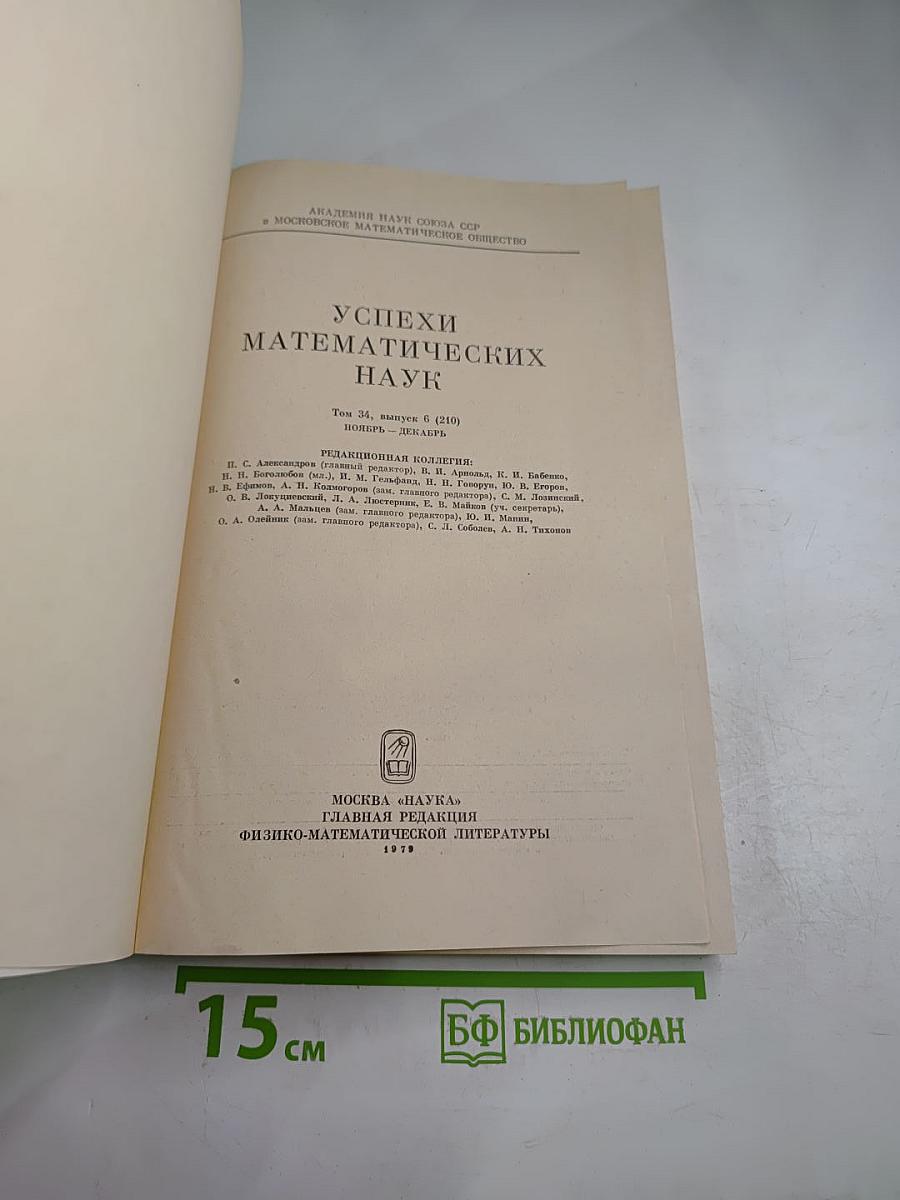 АКАДЕМИЯ НАУК СОЮЗА ССР
и МОСКОВСКОЕ МАТЕМАТИЧЕСКОЕ ОБЩЕСТВО
УСПЕХИ
МАТЕМАТИЧЕСКИХ
НАУК
Том 34, выпуск 6 (210)
НОЯБРЬ — ДЕКАБРЬ
РЕДАКЦИОННАЯ КОЛЛЕГИЯ:
П. С. Александров (главный редактор), В. И. Арнольд, К. И. Бабенко,
Н. Н. Боголюбов (мл.), И. М. Гельфанд, Н. Н. Говорун, Ю. В. Егоров,
Н. В. Ефимов, А. Н. Колмогоров (зам. главного редактора), С. М. Лозинский,
О. В. Локуциевский, Л. А. Люстерник, Е. В. Майков (уч. секретарь),
А. А. Мальцев (зам. главного редактора), Ю. И. Манин,
О. А. Олейник (зам. главного редактора), С. Л. Соболев, А. Н. Тихонов
МОСКВА «НАУКА»
ГЛАВНАЯ РЕДАКЦИЯ
ФИЗИКО-МАТЕМАТИЧЕСКОЙ ЛИТЕРАТУРЫ
1979
15 см
БФ БИБЛИОФАН